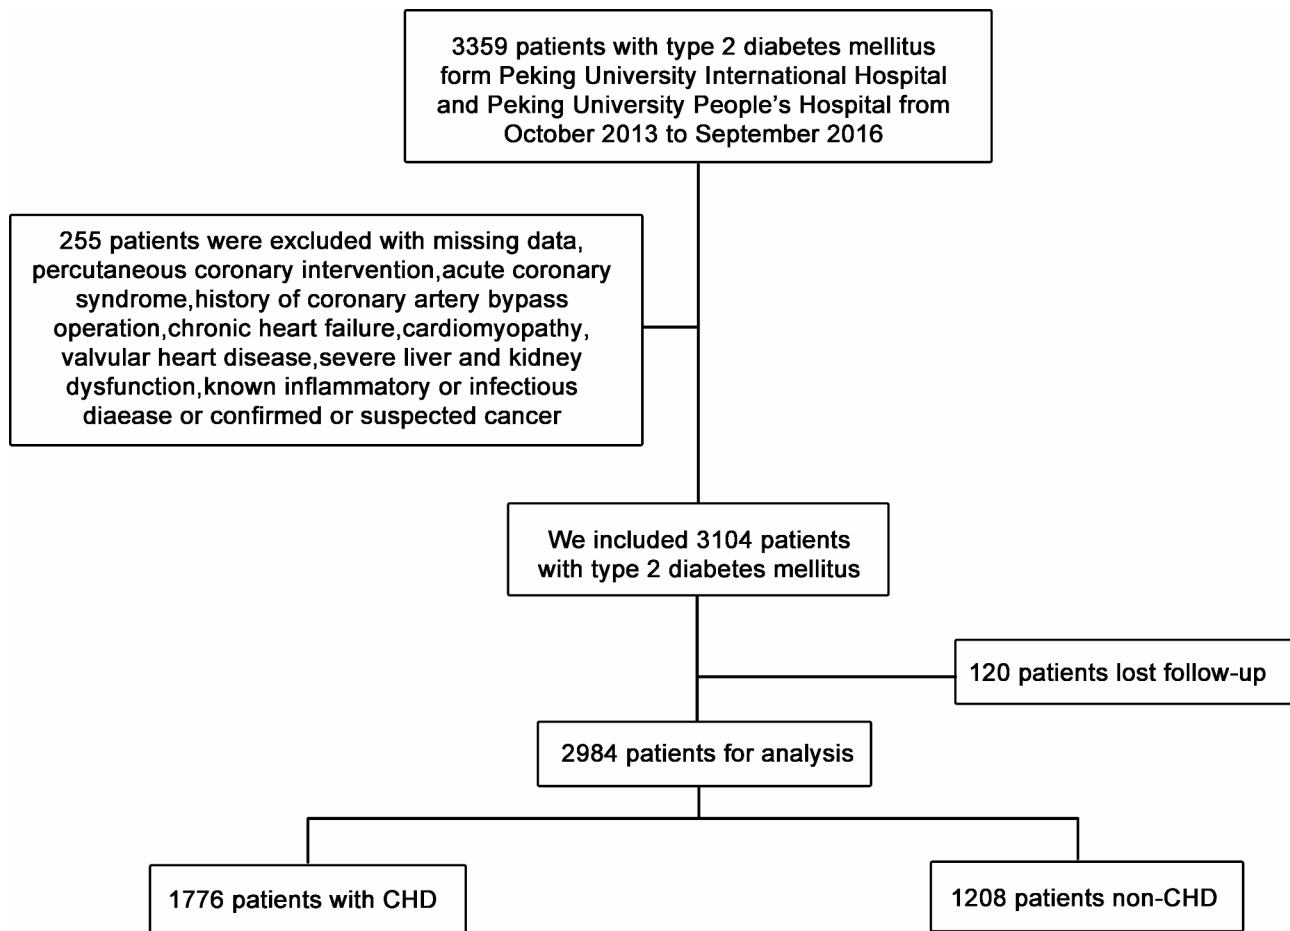 3359 patients with type 2 diabetes mellitus
form Peking University International Hospital
and Peking University People's Hospital from
October 2013 to September 2016
255 patients were excluded with missing data,
percutaneous coronary intervention,acute coronary
syndrome,history of coronary artery bypass
operation,chronic heart failure,cardiomyopathy,
valvular heart disease,severe liver and kidney
dysfunction,known inflammatory or infectious
diaease or confirmed or suspected cancer
We included 3104 patients
with type 2 diabetes mellitus
120 patients lost follow-up
2984 patients for analysis
1776 patients with CHD
1208 patients non-CHD